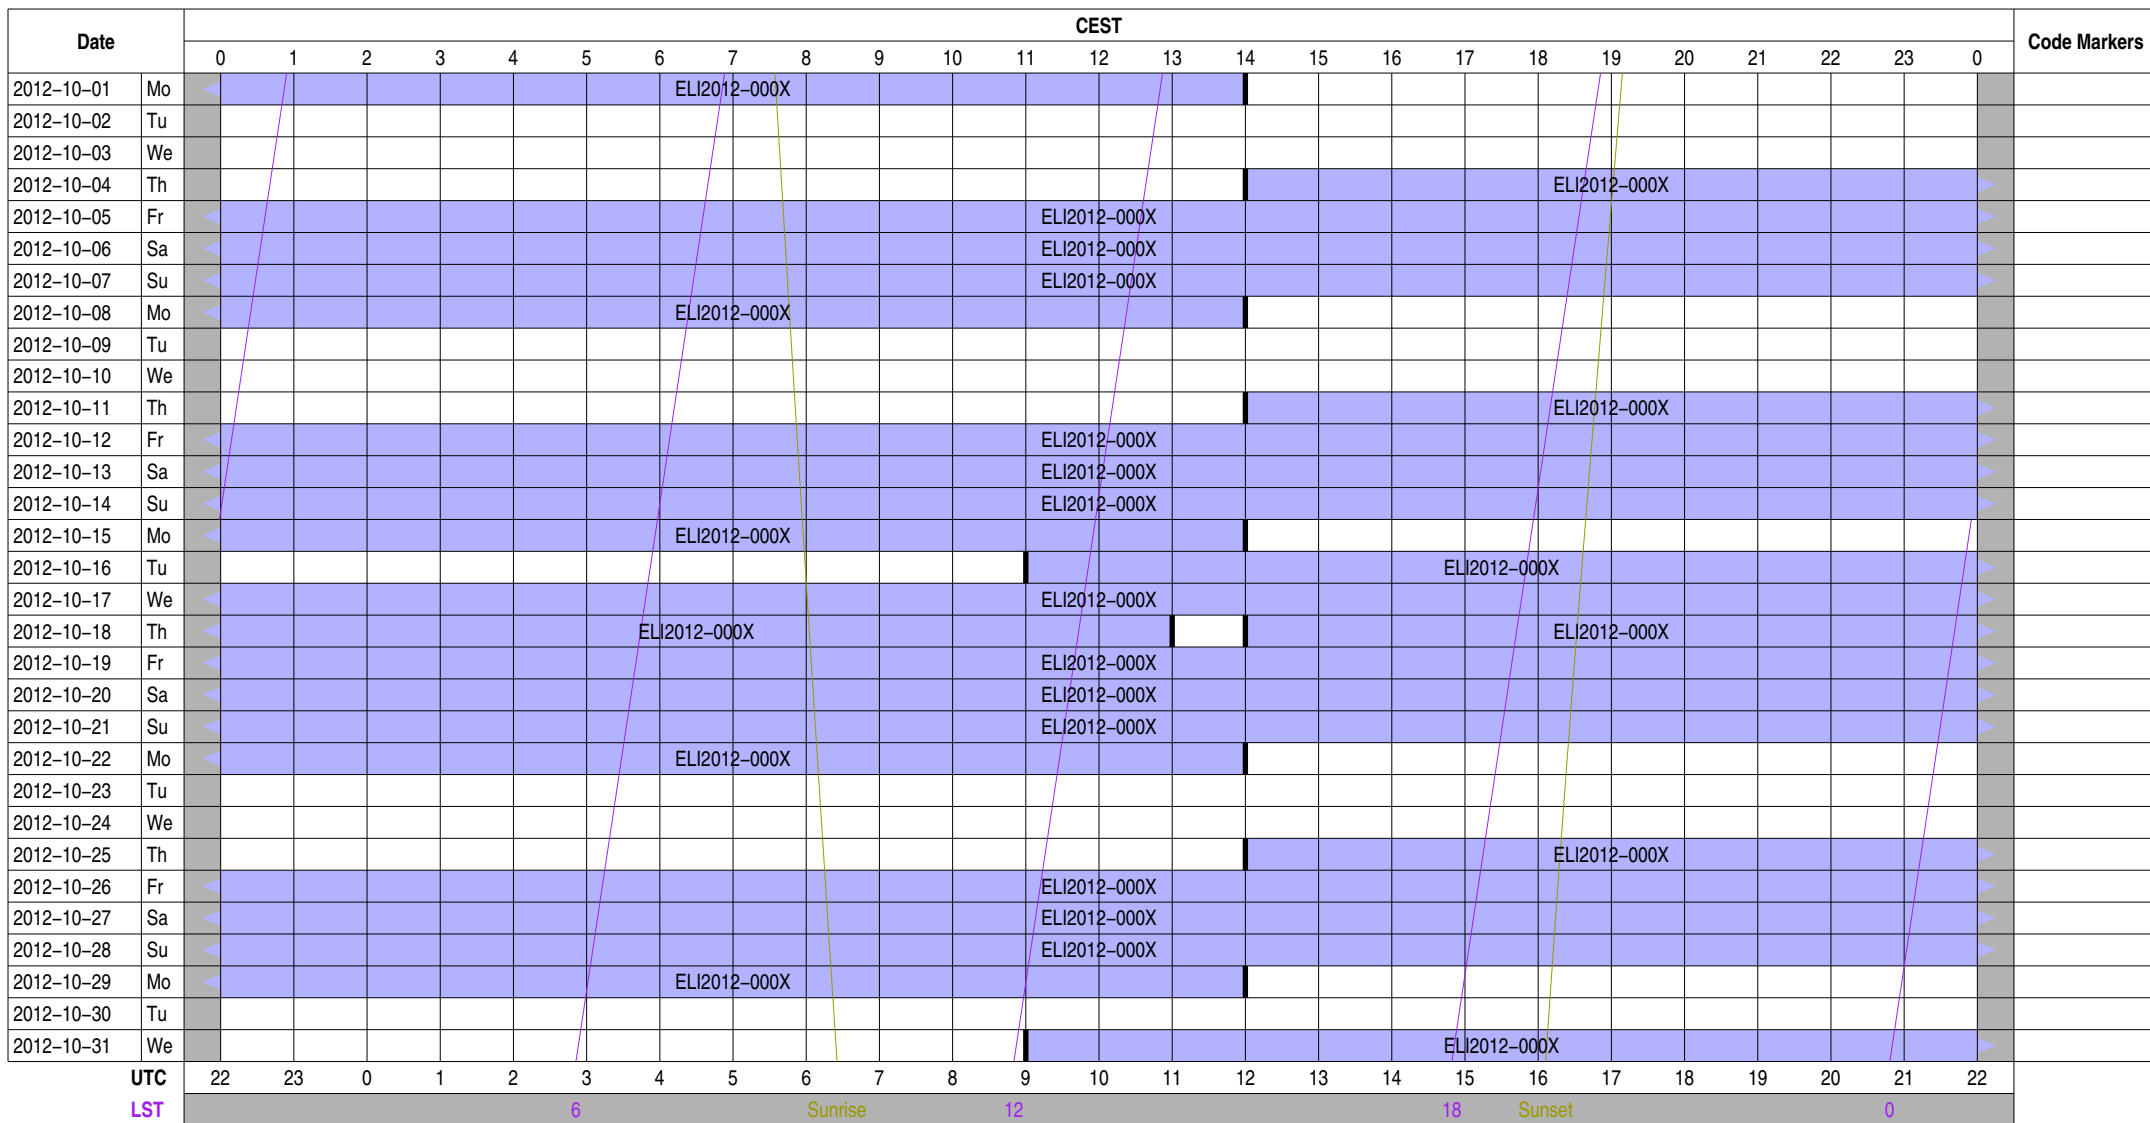 CEST
Date Code Markers
0 1 2 3 4 5 6 7 8 9 10 11 12 13 14 15 16 17 18 19 20 21 22 23 0
2012-10-01 Mo ELI2012-000X
2012-10-02 Tu
2012-10-03 We
2012-10-04 Th ELI2012-000X
2012-10-05 Fr ELI2012-000X
2012-10-06 Sa ELI2012-000X
2012-10-07 Su ELI2012-000X
2012-10-08 Mo ELI2012-000X
2012-10-09 Tu
2012-10-10 We
2012-10-11 Th ELI2012-000X
2012-10-12 Fr ELI2012-000X
2012-10-13 Sa ELI2012-000X
2012-10-14 Su ELI2012-000X
2012-10-15 Mo ELI2012-000X
2012-10-16 Tu ELI2012-000X
2012-10-17 We ELI2012-000X
2012-10-18 Th ELI2012-000X ELI2012-000X
2012-10-19 Fr ELI2012-000X
2012-10-20 Sa ELI2012-000X
2012-10-21 Su ELI2012-000X
2012-10-22 Mo ELI2012-000X
2012-10-23 Tu
2012-10-24 We
2012-10-25 Th ELI2012-000X
2012-10-26 Fr ELI2012-000X
2012-10-27 Sa ELI2012-000X
2012-10-28 Su ELI2012-000X
2012-10-29 Mo ELI2012-000X
2012-10-30 Tu
2012-10-31 We ELI2012-000X
UTC 22 23 0 1 2 3 4 5 6 7 8 9 10 11 12 13 14 15 16 17 18 19 20 21 22
LST 6 Sunrise 12 18 Sunset 0